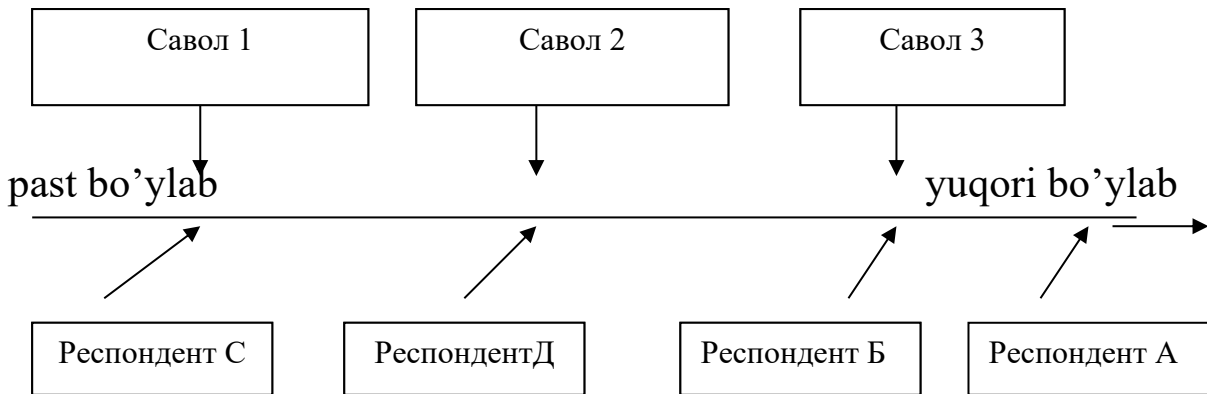 Савол 1
Савол 2
Савол 3
past bo’ylab
yuqori bo’ylab
Респондент С
РеспондентД
Респондент Б
Респондент А